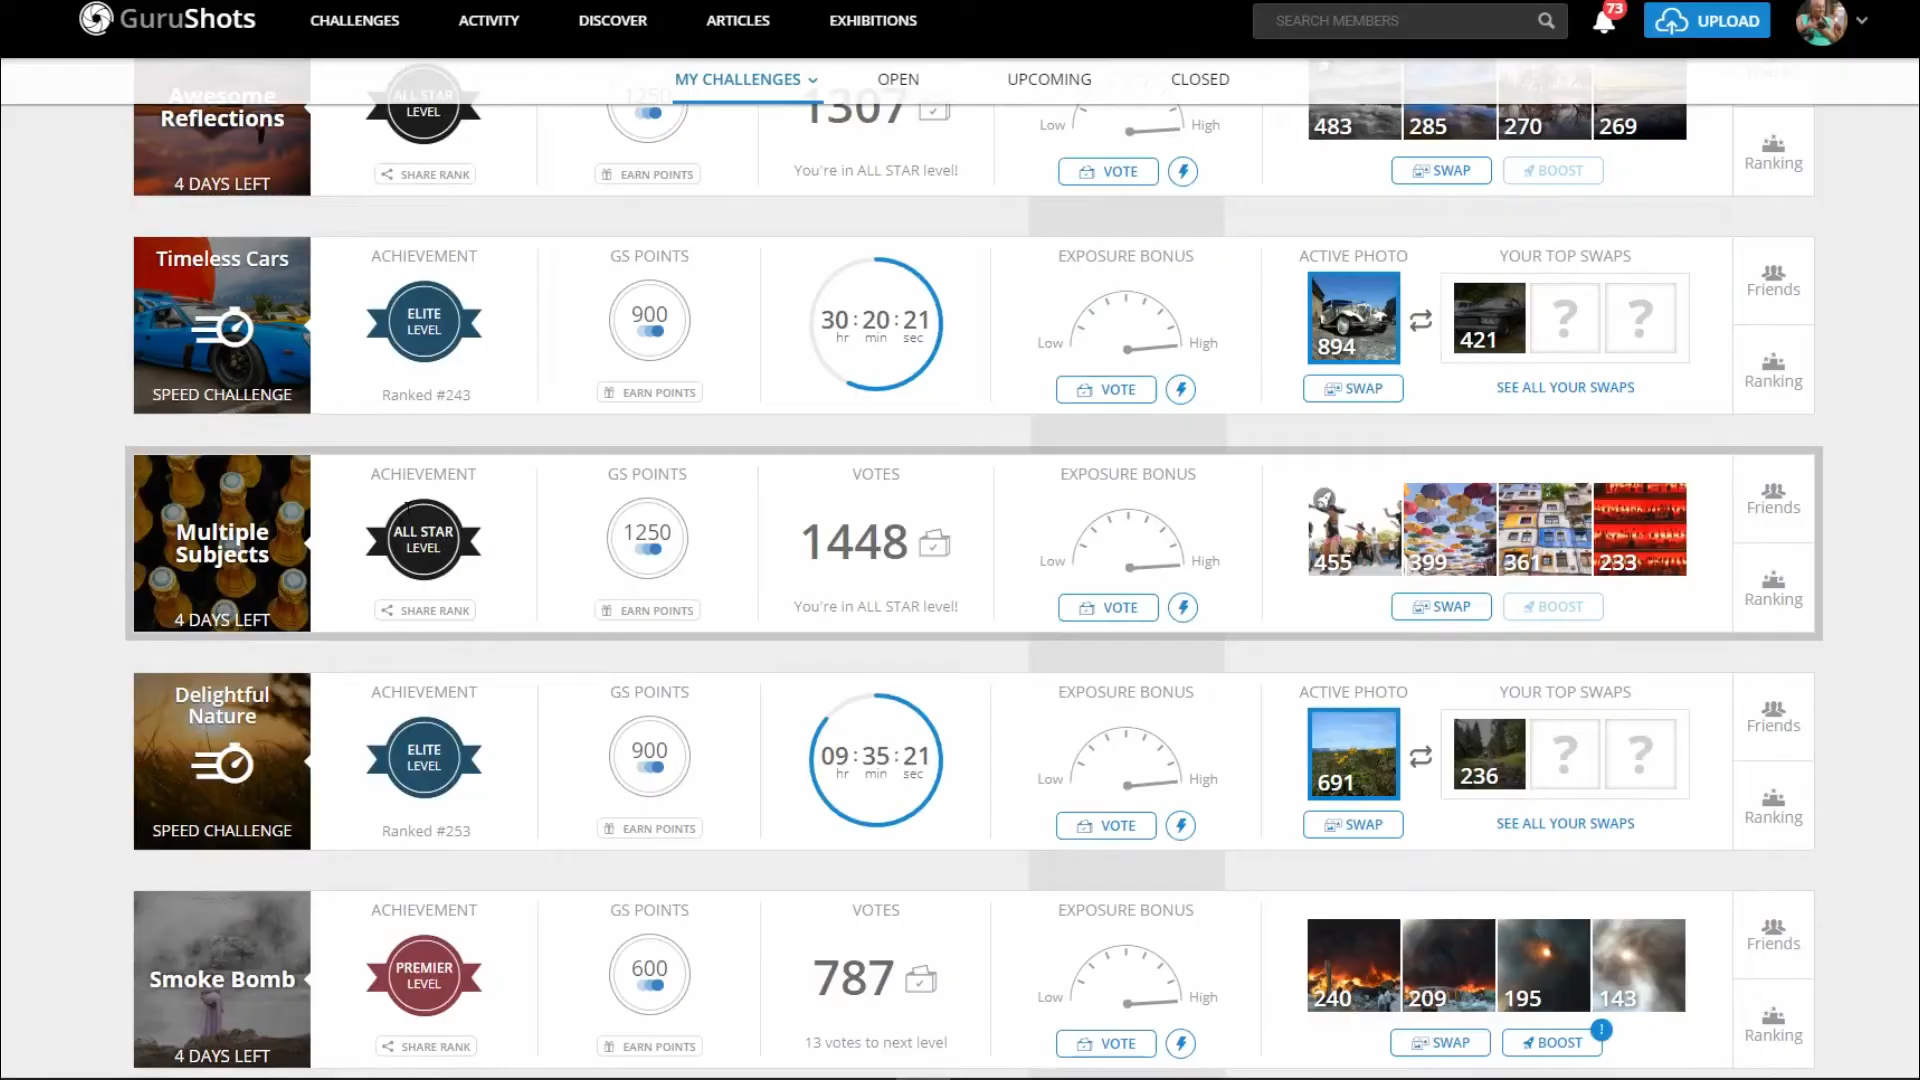 GuruShots
CHALLENGES
ACTIVITY
DISCOVER
ARTICLES
EXHIBITIONS
SEARCH MEMBERS
73
UPLOAD
MY CHALLENGES
OPEN
UPCOMING
CLOSED
Awesome
Reflections
4 DAYS LEFT
ALL STAR
LEVEL
SHARE RANK
1250
EARN POINTS
1307
You're in ALL STAR level!
Low
High
VOTE
483
285
270
269
SWAP
BOOST
Ranking
Timeless Cars
SPEED CHALLENGE
ACHIEVEMENT
ELITE
LEVEL
Ranked #243
GS POINTS
900
EARN POINTS
30 : 20 : 21
hr min sec
EXPOSURE BONUS
Low
High
VOTE
ACTIVE PHOTO
894
SWAP
YOUR TOP SWAPS
421
?
?
SEE ALL YOUR SWAPS
Friends
Ranking
Multiple
Subjects
4 DAYS LEFT
ACHIEVEMENT
ALL STAR
LEVEL
SHARE RANK
GS POINTS
1250
EARN POINTS
VOTES
1448
You're in ALL STAR level!
EXPOSURE BONUS
Low
High
VOTE
455
399
361
233
SWAP
BOOST
Friends
Ranking
Delightful
Nature
SPEED CHALLENGE
ACHIEVEMENT
ELITE
LEVEL
Ranked #253
GS POINTS
900
EARN POINTS
09 : 35 : 21
hr min sec
EXPOSURE BONUS
Low
High
VOTE
ACTIVE PHOTO
691
SWAP
YOUR TOP SWAPS
236
?
?
SEE ALL YOUR SWAPS
Friends
Ranking
Smoke Bomb
4 DAYS LEFT
ACHIEVEMENT
PREMIER
LEVEL
SHARE RANK
GS POINTS
600
EARN POINTS
VOTES
787
13 votes to next level
EXPOSURE BONUS
Low
High
VOTE
240
209
195
143
SWAP
BOOST
!
Friends
Ranking